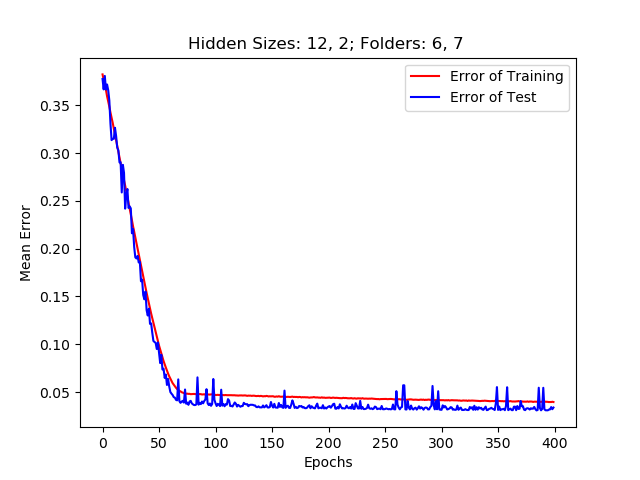 Hidden Sizes: 12, 2; Folders: 6, 7
Error of Training
Error of Test
Mean Error
0.35
0.30
0.25
0.20
0.15
0.10
0.05
0 50 100 150 200 250 300 350 400
Epochs